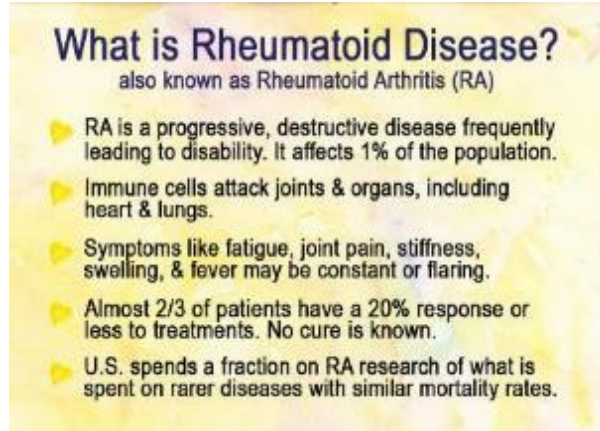 What is Rheumatoid Disease?
also known as Rheumatoid Arthritis (RA)
RA is a progressive, destructive disease frequently
leading to disability. It affects 1% of the population.
Immune cells attack joints & organs, including
heart & lungs.
Symptoms like fatigue, joint pain, stiffness,
swelling, & fever may be constant or flaring.
Almost 2/3 of patients have a 20% response or
less to treatments. No cure is known.
U.S. spends a fraction on RA research of what is
spent on rarer diseases with similar mortality rates.